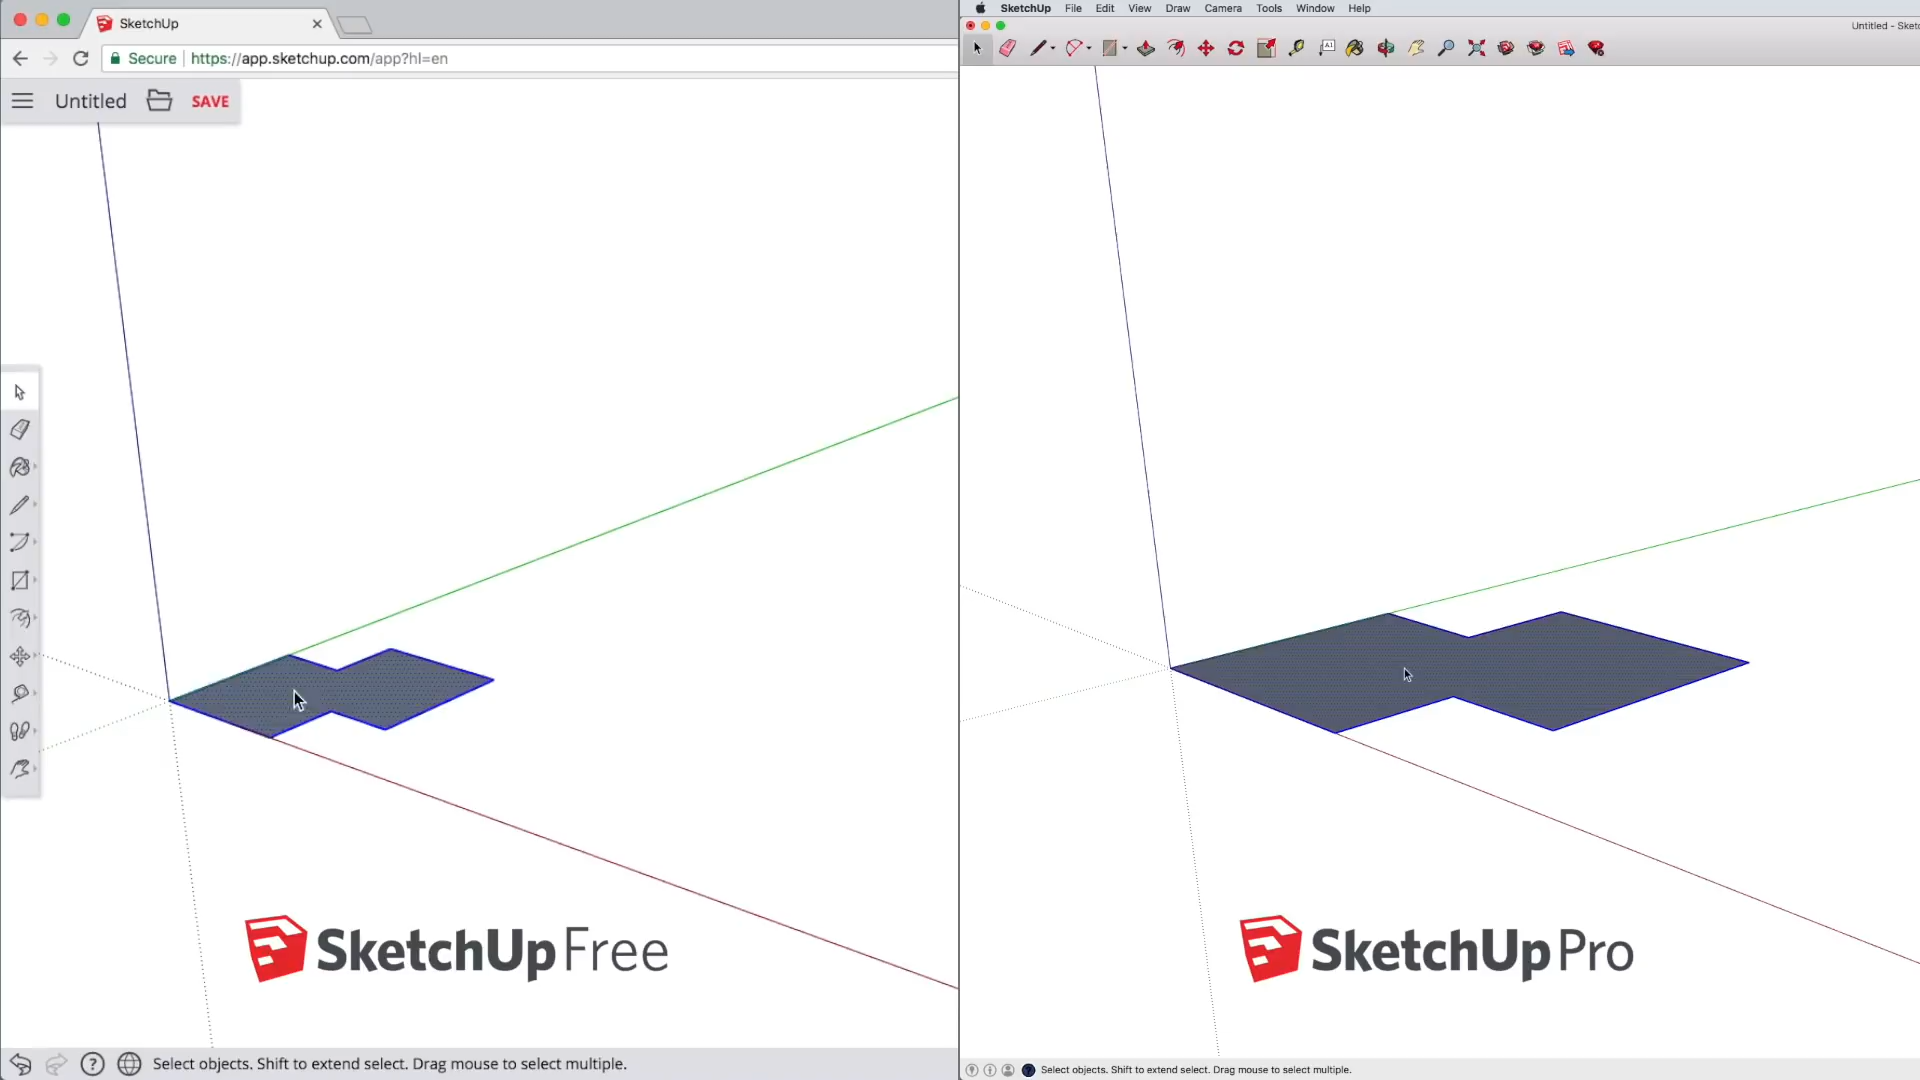 SketchUp
Secure
https://app.sketchup.com/app?hl=en
Untitled
SAVE
SketchUp Free
Select objects. Shift to extend select. Drag mouse to select multiple.
SketchUp File Edit View Draw Camera Tools Window Help
Untitled - Sket
A1
SketchUp Pro
Select objects. Shift to extend select. Drag mouse to select multiple.